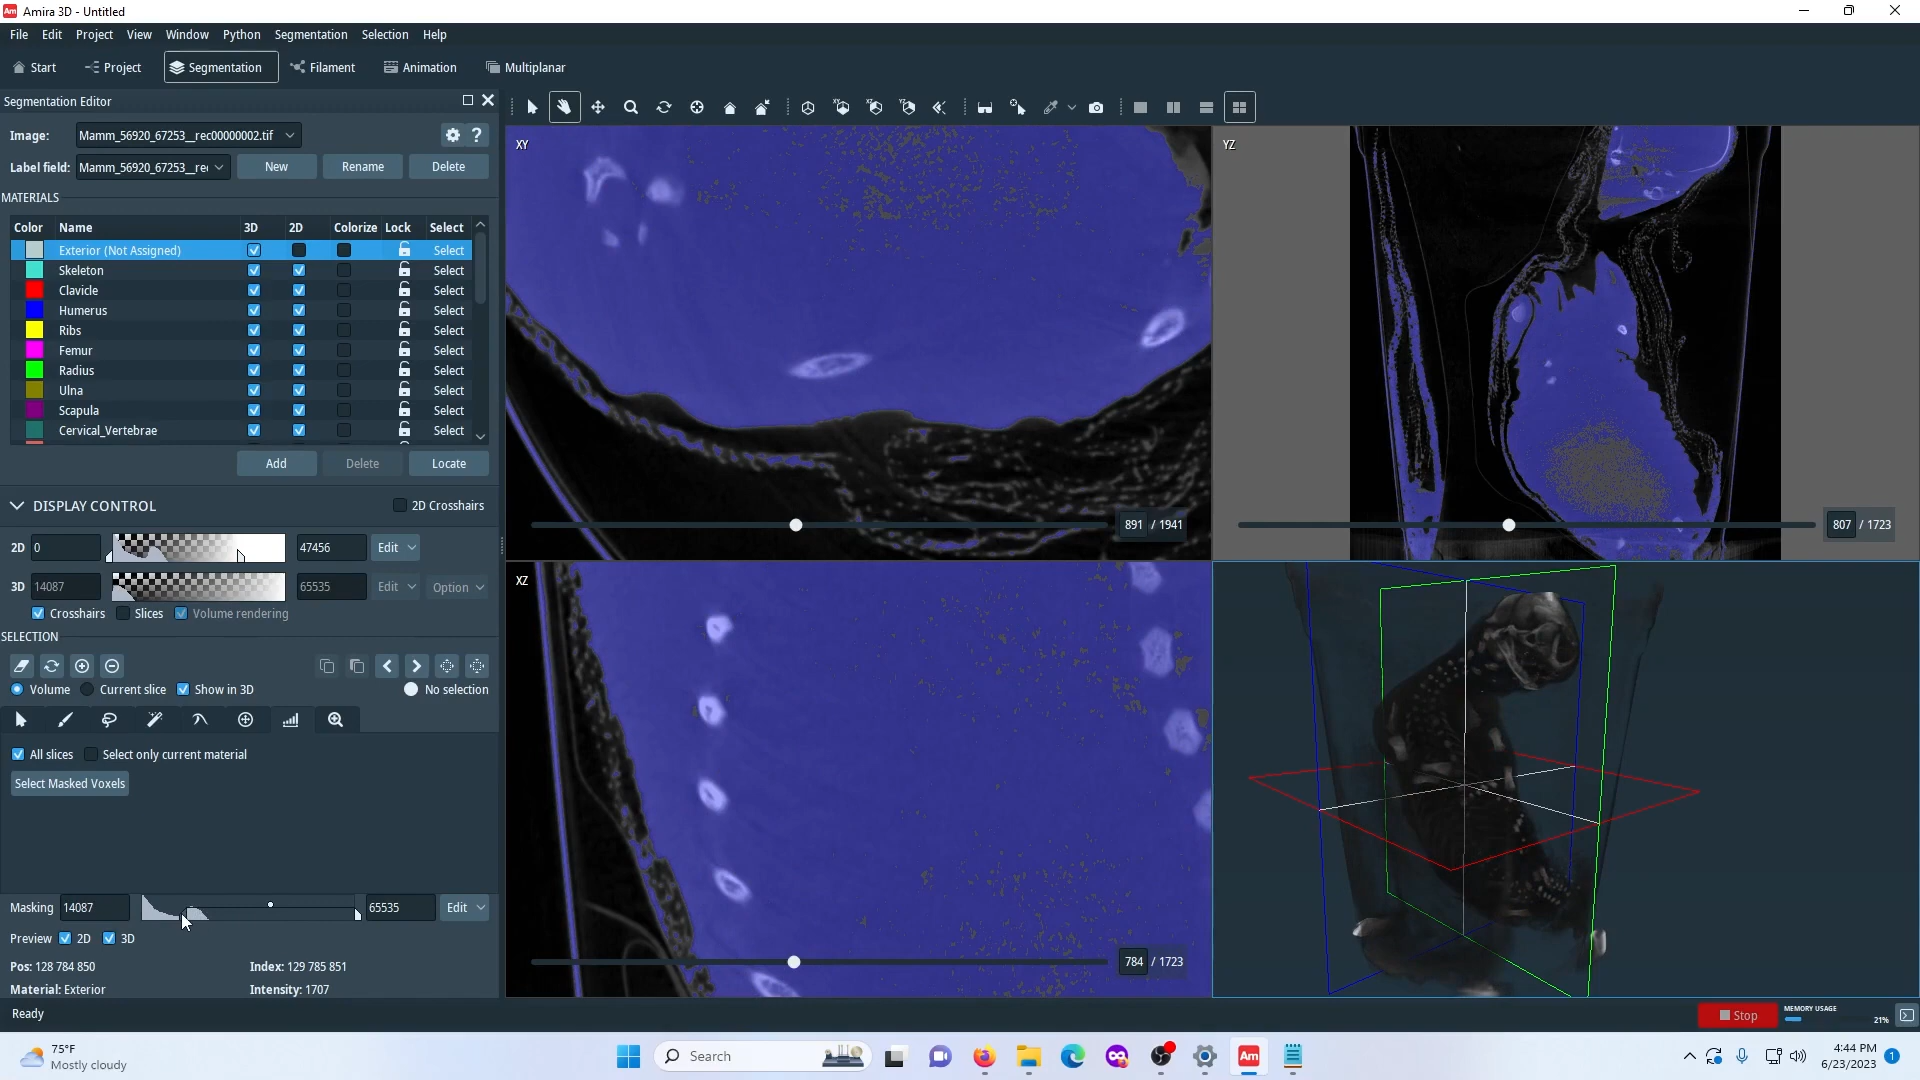 Am Amira 3D - Untitled
File Edit Project View Window Python Segmentation Selection Help
Start Project Segmentation Filament Animation Multiplanar
Segmentation Editor
Image: Mamm_56920_67253__rec00000002.tif
Label field: Mamm_56920_67253__re New Rename Delete
MATERIALS
Color Name 3D 2D Colorize Lock Select
Exterior (Not Assigned) Select
Skeleton Select
Clavicle Select
Humerus Select
Ribs Select
Femur Select
Radius Select
Ulna Select
Scapula Select
Cervical_Vertebrae Select
Add Delete Locate
DISPLAY CONTROL 2D Crosshairs
2D 0 47456 Edit
3D 14087 65535 Edit Option
Crosshairs Slices Volume rendering
SELECTION
Volume Current slice Show in 3D No selection
All slices Select only current material
Select Masked Voxels
Masking 14087 65535 Edit
Preview 2D 3D
Pos: 128 784 850 Index: 129 785 851
Material: Exterior Intensity: 1707
XY
891 / 1941
YZ
807 / 1723
XZ
784 / 1723
Ready Stop MEMORY USAGE 21%
75°F
Mostly cloudy
Search
Am
4:44 PM
6/23/2023
1